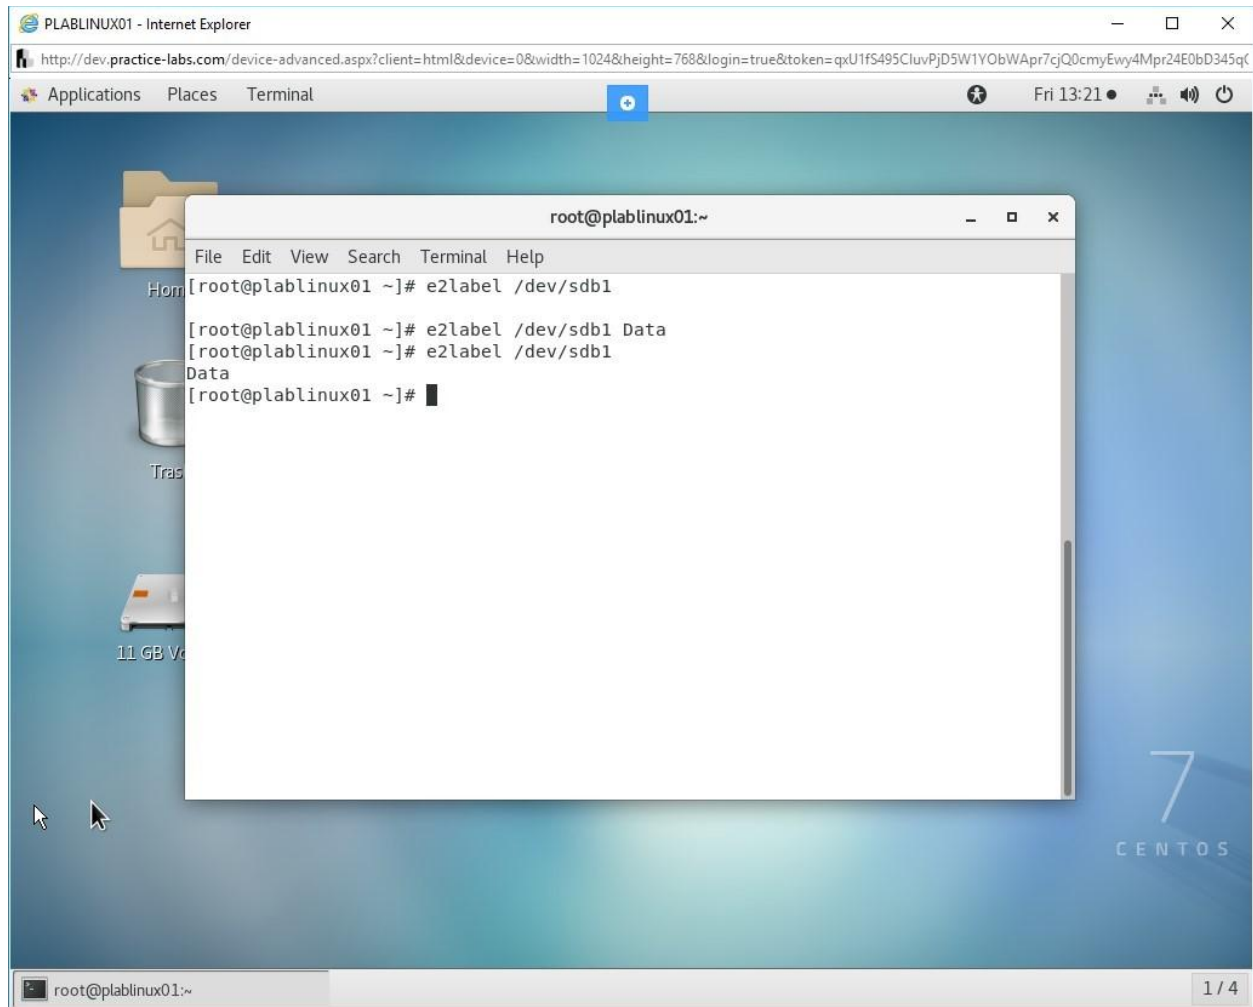 PLABLINUX01 - Internet Explorer
http://dev.practice-labs.com/device-advanced.aspx?client=html&device=0&width=1024&height=768&login=true&token=qxU1fS495CluvPjD5W1YObWApr7cjQ0cmyEwy4Mpr24E0bD345q
Applications Places Terminal Fri 13:21
root@plablinux01:~
File Edit View Search Terminal Help
Hom
[root@plablinux01 ~]# e2label /dev/sdb1
[root@plablinux01 ~]# e2label /dev/sdb1 Data
[root@plablinux01 ~]# e2label /dev/sdb1
Data
[root@plablinux01 ~]#
Tras
11 GB Vo
7
CENTOS
root@plablinux01:~ 1 / 4